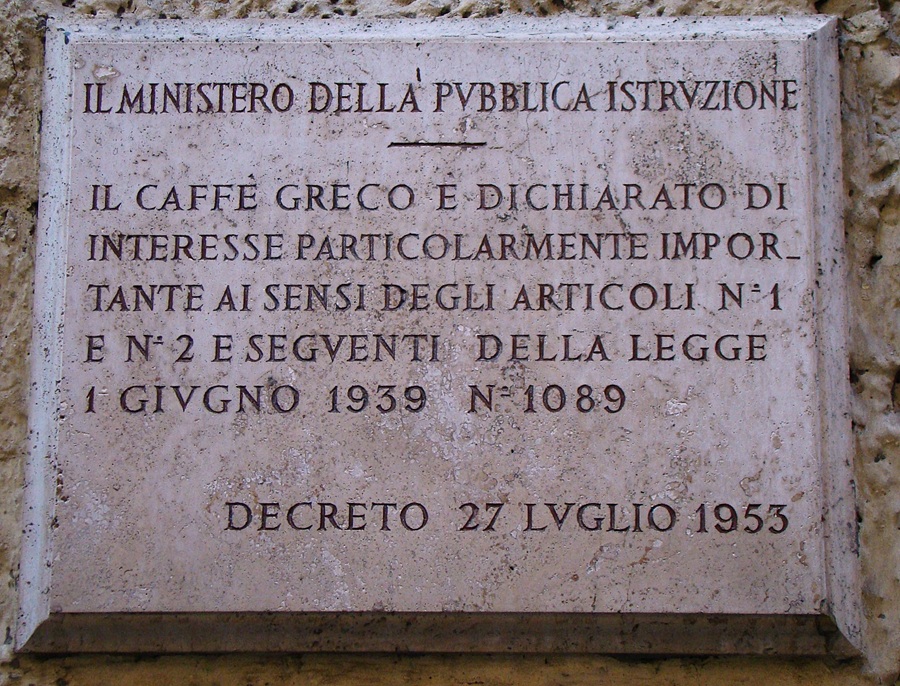 IL MINISTERO DELLA PVBBLICA ISTRVZIONE
IL CAFFÈ GRECO È DICHIARATO DI
INTERESSE PARTICOLARMENTE IMPOR_
TANTE AI SENSI DEGLI ARTICOLI N.º 1
E N.º 2 E SEGVENTI DELLA LEGGE
1 GIVGNO 1939 N.º 1089
DECRETO 27 LVGLIO 1953